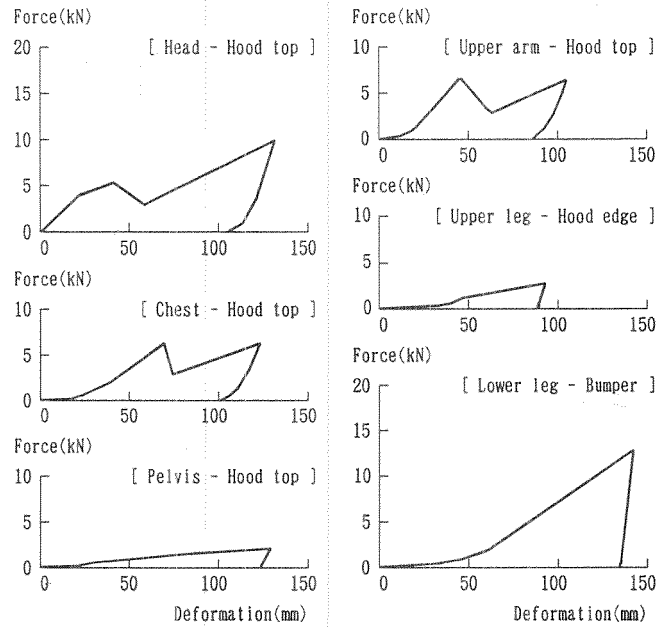 Force(kN)
20
[ Head - Hood top ]
15
10
5
0
0 50 100 150
Force(kN)
10
[ Chest - Hood top ]
5
0
0 50 100 150
Force(kN)
10
[ Pelvis - Hood top ]
5
0
0 50 100 150
Deformation(mm)
Force(kN)
[ Upper arm - Hood top ]
10
5
0
0 50 100 150
Force(kN)
[ Upper leg - Hood edge ]
5
0
0 50 100 150
Force(kN)
20
[ Lower leg - Bumper ]
15
10
5
0
0 50 100 150
Deformation(mm)